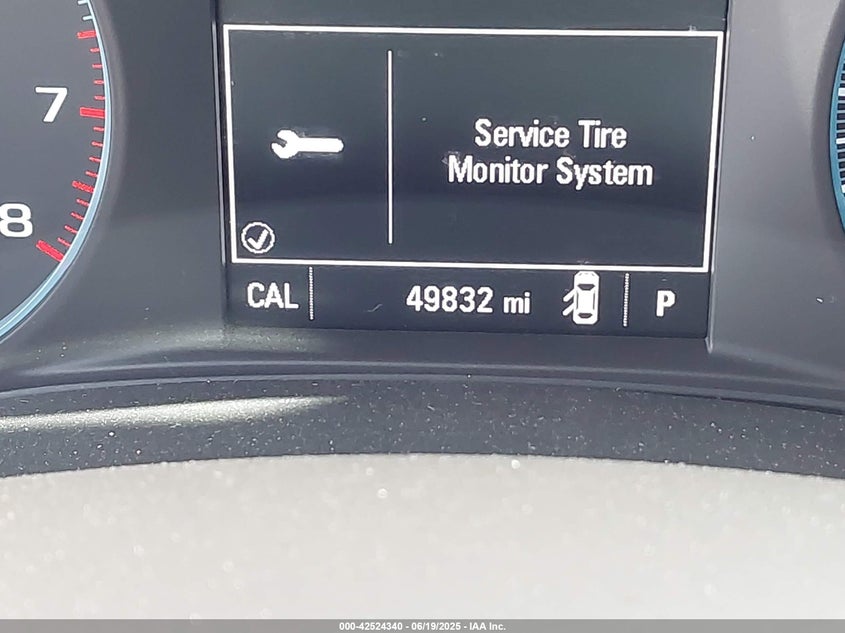 7
8
Service Tire
Monitor System
CAL
49832 mi
P
000-42524340 - 06/19/2025 - IAA Inc.